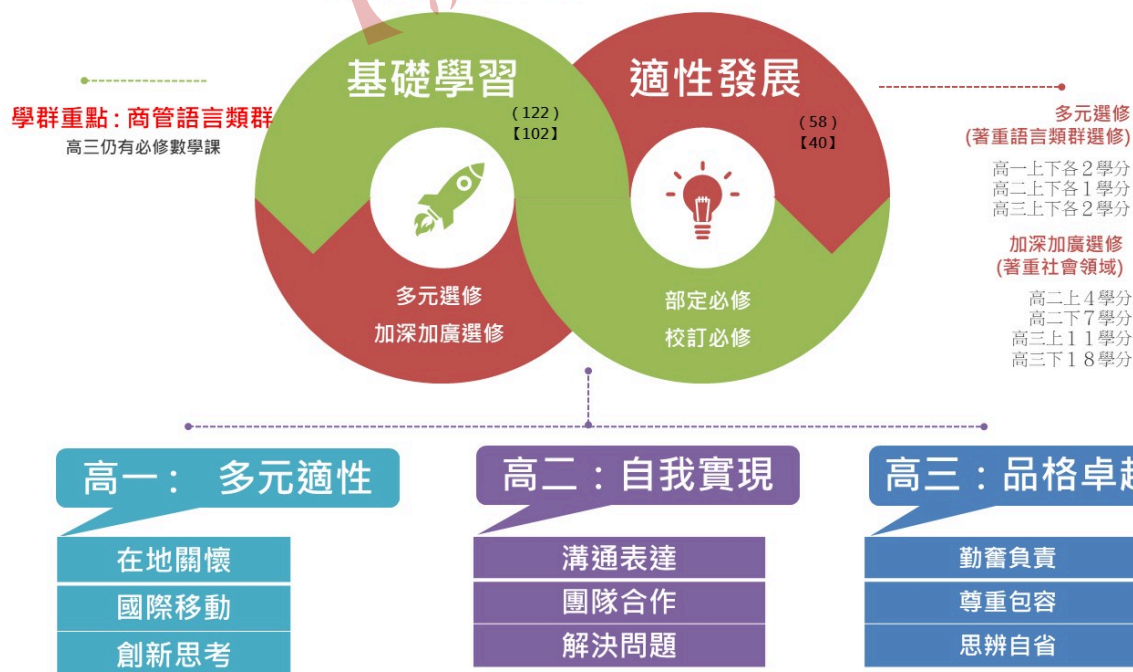 基礎學習
(122)
【102】
適性發展
(58)
【40】
學群重點:商管語言類群
高三仍有必修數學課
多元選修
(著重語言類群選修)
高一上下各2學分
高二上下各1學分
高三上下各2學分
加深加廣選修
(著重社會領域)
高二上4學分
高二下7學分
高三上11學分
高三下18學分
多元選修
加深加廣選修
部定必修
校訂必修
高一: 多元適性
在地關懷
國際移動
創新思考
高二:自我實現
溝通表達
團隊合作
解決問題
高三:品格卓越
勤奮負責
尊重包容
思辨自省